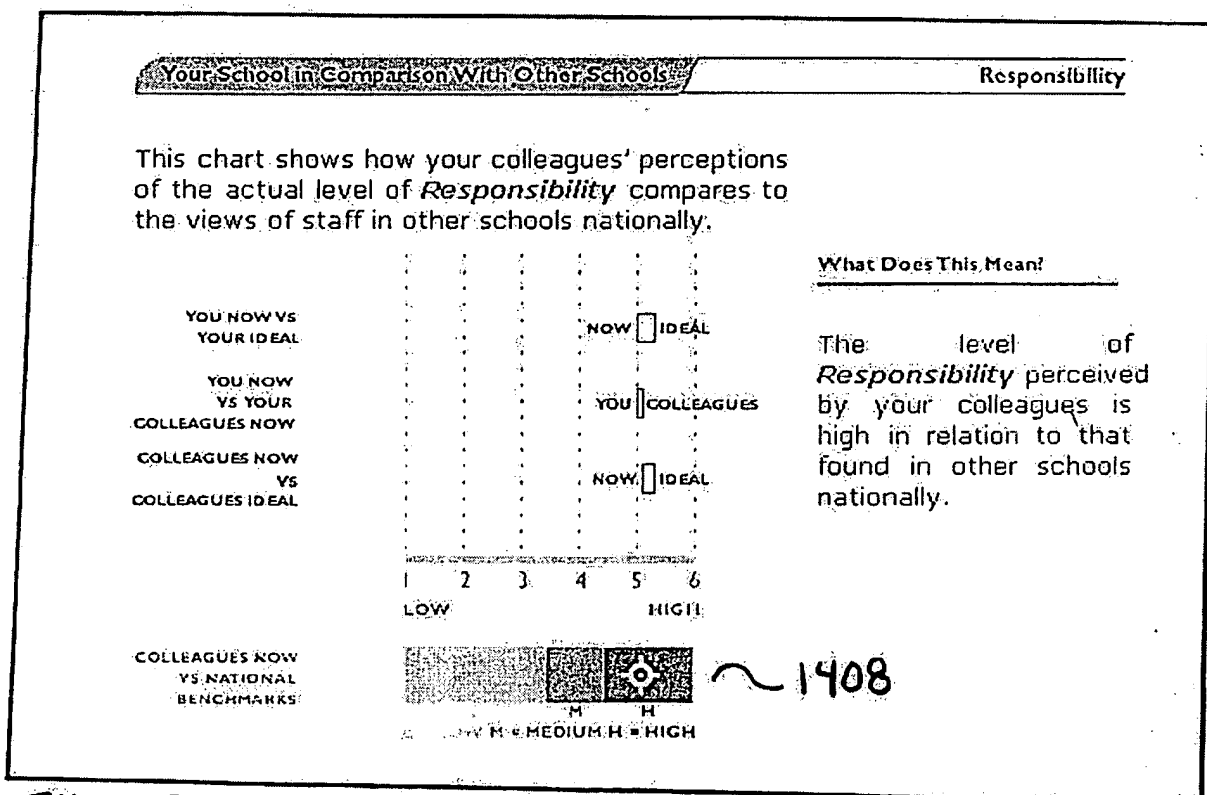 Your School in Comparison With Other Schools
Responsibility
This chart shows how your colleagues' perceptions
of the actual level of Responsibility compares to
the views of staff in other schools nationally.
What Does This Mean?
The level of
Responsibility perceived
by your colleagues is
high in relation to that
found in other schools
nationally.
YOU NOW VS
YOUR IDEAL
NOW IDEAL
YOU NOW
VS YOUR
COLLEAGUES NOW
YOU COLLEAGUES
COLLEAGUES NOW
VS
COLLEAGUES IDEAL
NOW IDEAL
1 2 3 4 5 6
LOW HIGH
COLLEAGUES NOW
VS NATIONAL
BENCHMARKS
1408
M H
M = MEDIUM H = HIGH